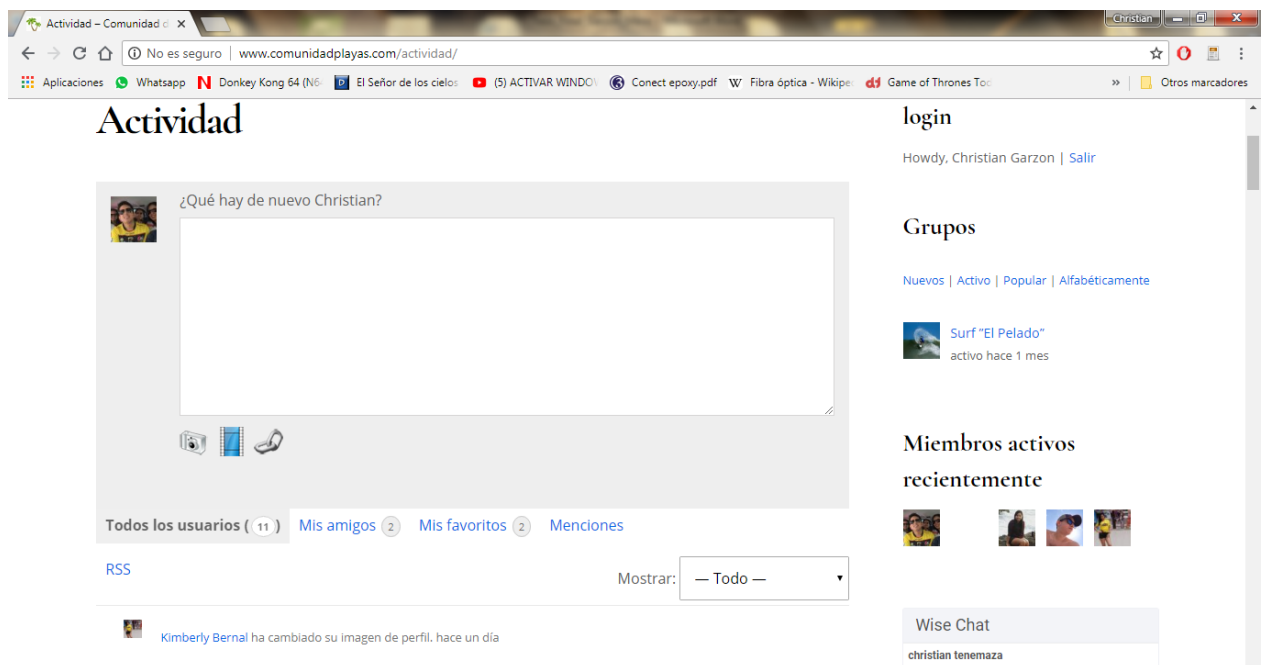 Actividad – Comunidad d
Christian
No es seguro | www.comunidadplayas.com/actividad/
Aplicaciones Whatsapp Donkey Kong 64 (N6 El Señor de los cielos (5) ACTIVAR WINDOV Conect epoxy.pdf W Fibra óptica - Wikipe Game of Thrones Too » Otros marcadores
Actividad
¿Qué hay de nuevo Christian?
Todos los usuarios ( 11 ) Mis amigos 2 Mis favoritos 2 Menciones
RSS
Mostrar: — Todo —
Kimberly Bernal ha cambiado su imagen de perfil. hace un día
login
Howdy, Christian Garzon | Salir
Grupos
Nuevos | Activo | Popular | Alfabéticamente
Surf “El Pelado”
activo hace 1 mes
Miembros activos
recientemente
Wise Chat
christian tenemaza